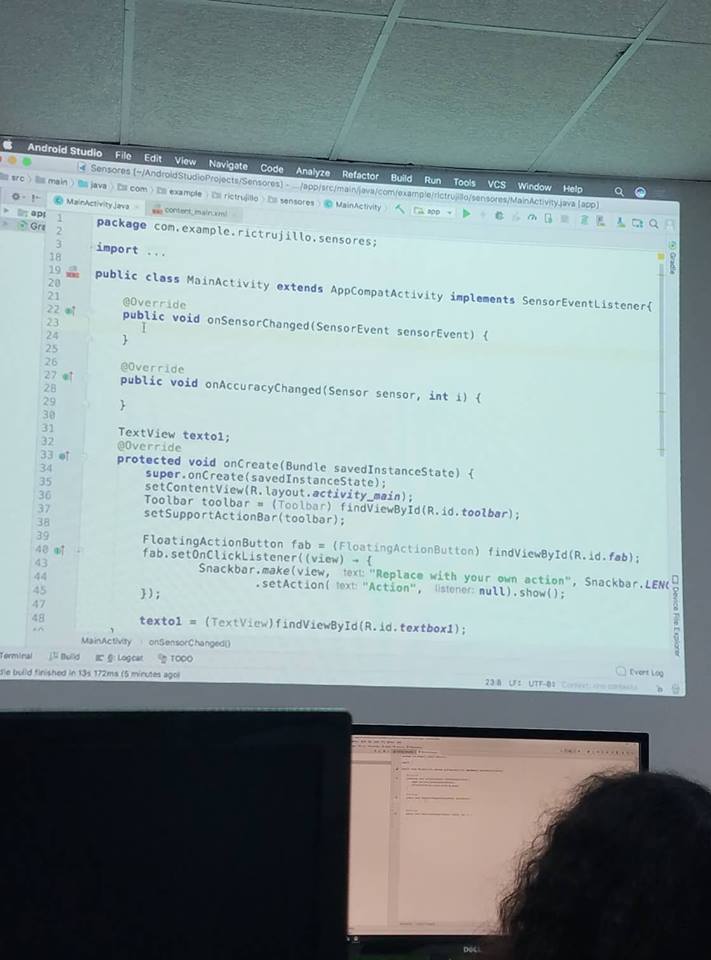 Android Studio File Edit View Navigate Code Analyze Refactor Build Run Tools VCS Window Help
Sensores [~/AndroidStudioProjects/Sensores] - .../app/src/main/java/com/example/rictrujillo/sensores/MainActivity.java [app]
src main java com example rictrujillo sensores MainActivity app
MainActivity.java content_main.xml
app
Gra
Gradle
1 package com.example.rictrujillo.sensores;
2
3 import ...
18
19 public class MainActivity extends AppCompatActivity implements SensorEventListener{
20
21 @Override
22 public void onSensorChanged(SensorEvent sensorEvent) {
23
24 }
25
26 @Override
27 public void onAccuracyChanged(Sensor sensor, int i) {
28
29 }
30
31 TextView texto1;
32 @Override
33 protected void onCreate(Bundle savedInstanceState) {
34 super.onCreate(savedInstanceState);
35 setContentView(R.layout.activity_main);
36 Toolbar toolbar = (Toolbar) findViewById(R.id.toolbar);
37 setSupportActionBar(toolbar);
38
39 FloatingActionButton fab = (FloatingActionButton) findViewById(R.id.fab);
40 fab.setOnClickListener((view) → {
43 Snackbar.make(view, text: "Replace with your own action", Snackbar.LENG
44 .setAction( text: "Action", listener: null).show();
45 });
47
48 texto1 = (TextView)findViewById(R.id.textbox1);
Device File Explorer
MainActivity onSensorChanged()
Terminal Build 6: Logcat TODO Event Log
dle build finished in 13s 172ms (5 minutes ago) 23:8 LF: UTF-8: Context: <no context>